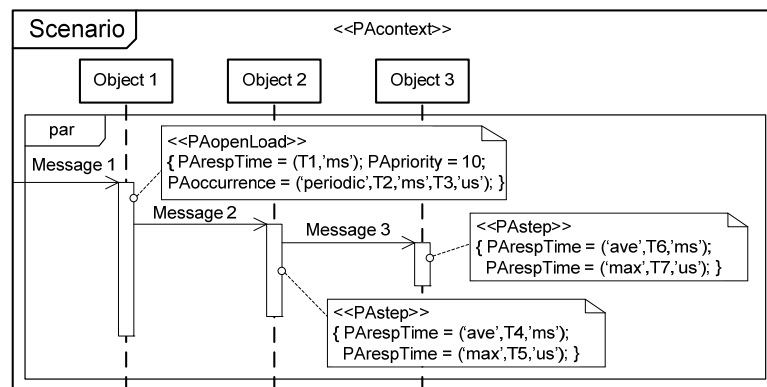 Scenario
<<PAcontext>>
Object 1
Object 2
Object 3
par
Message 1
<<PAopenLoad>>
{ PArespTime = (T1,'ms'); PApriority = 10;
PAoccurrence = (‘periodic’,T2,’ms’,T3,’us’); }
Message 2
Message 3
<<PAstep>>
{ PArespTime = (‘ave’,T6,’ms’);
PArespTime = (‘max’,T7,’us’); }
<<PAstep>>
{ PArespTime = (‘ave’,T4,’ms’);
PArespTime = (‘max’,T5,’us’); }